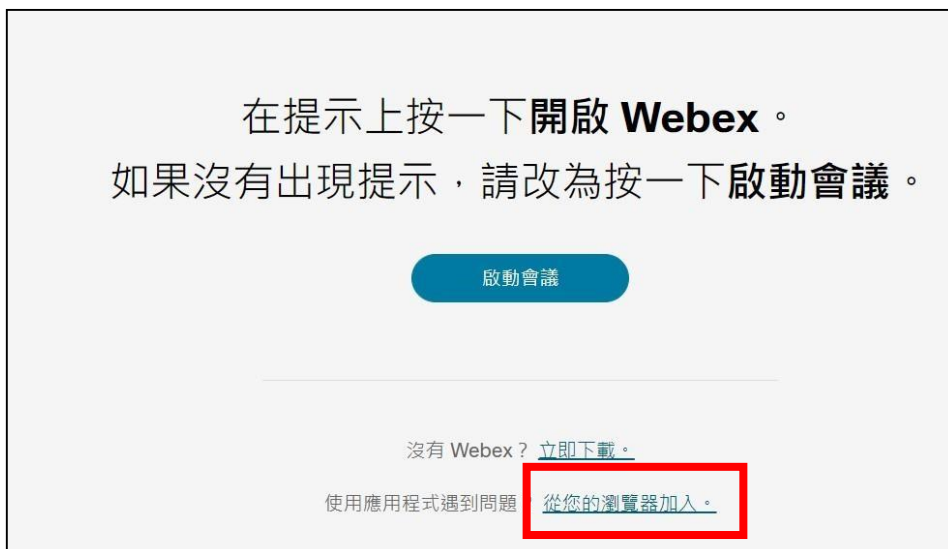 在提示上按一下開啟 Webex。
如果沒有出現提示，請改為按一下啟動會議。
啟動會議
沒有 Webex？ 立即下載。
使用應用程式遇到問題？ 從您的瀏覽器加入。